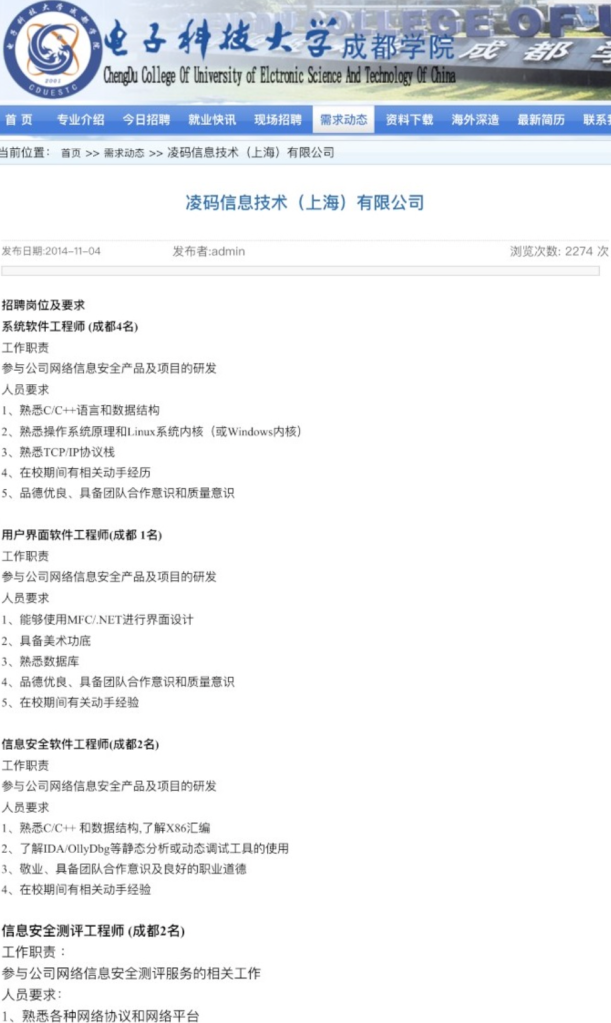 电子科技大学成都学院
COLLEGE OF
成都学
ChengDu College Of University of Elctronic Science And Technology Of China
2001
CDUESTC
首 页 专业介绍 今日招聘 就业快讯 现场招聘 需求动态 资料下载 海外深造 最新简历 联系
当前位置: 首页 >> 需求动态 >> 凌码信息技术（上海）有限公司
凌码信息技术（上海）有限公司
发布日期:2014-11-04 发布者:admin 浏览次数: 2274 次
招聘岗位及要求
系统软件工程师 (成都4名)
工作职责
参与公司网络信息安全产品及项目的研发
人员要求
1、熟悉C/C++语言和数据结构
2、熟悉操作系统原理和Linux系统内核（或Windows内核）
3、熟悉TCP/IP协议栈
4、在校期间有相关动手经历
5、品德优良、具备团队合作意识和质量意识
用户界面软件工程师(成都 1名)
工作职责
参与公司网络信息安全产品及项目的研发
人员要求
1、能够使用MFC/.NET进行界面设计
2、具备美术功底
3、熟悉数据库
4、品德优良、具备团队合作意识和质量意识
5、在校期间有关动手经验
信息安全软件工程师(成都2名)
工作职责
参与公司网络信息安全产品及项目的研发
人员要求
1、熟悉C/C++ 和数据结构,了解X86汇编
2、了解IDA/OllyDbg等静态分析或动态调试工具的使用
3、敬业、具备团队合作意识及良好的职业道德
4、在校期间有相关动手经验
信息安全测评工程师 (成都2名)
工作职责：
参与公司网络信息安全测评服务的相关工作
人员要求:
1、熟悉各种网络协议和网络平台